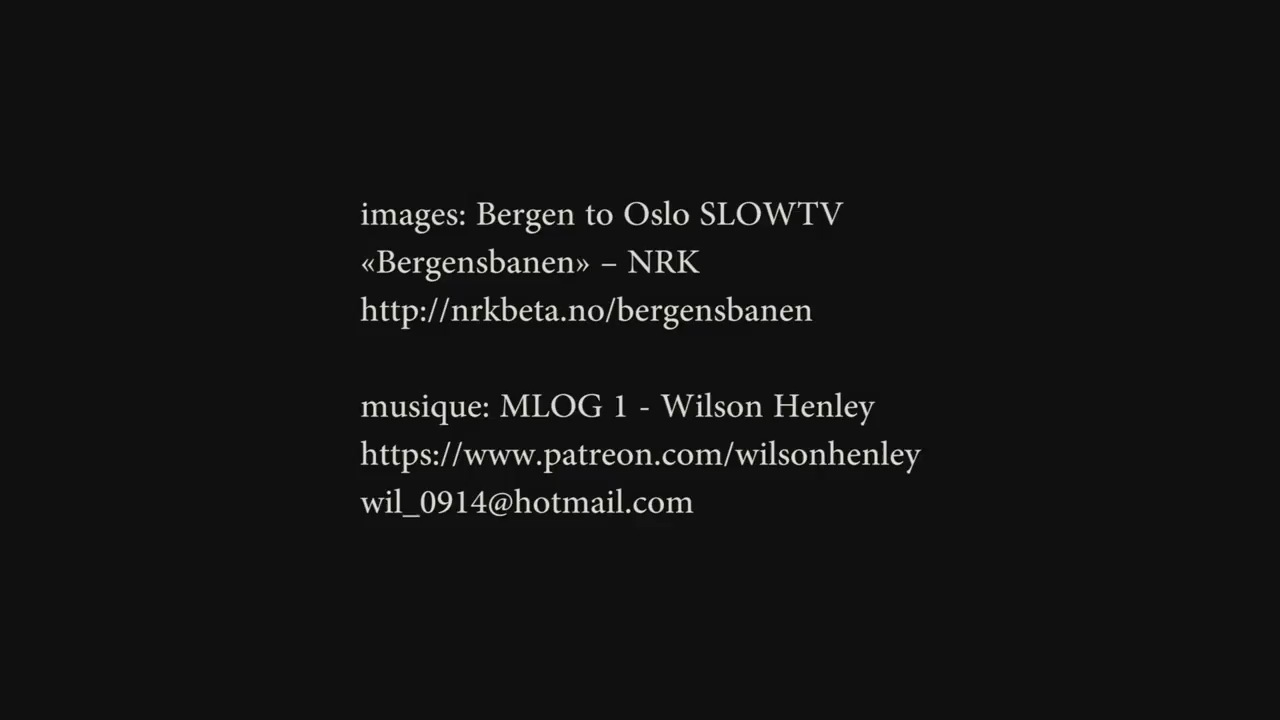 images: Bergen to Oslo SLOWTV
«Bergensbanen» – NRK
http://nrkbeta.no/bergensbanen
musique: MLOG 1 - Wilson Henley
https://www.patreon.com/wilsonhenley
wil_0914@hotmail.com